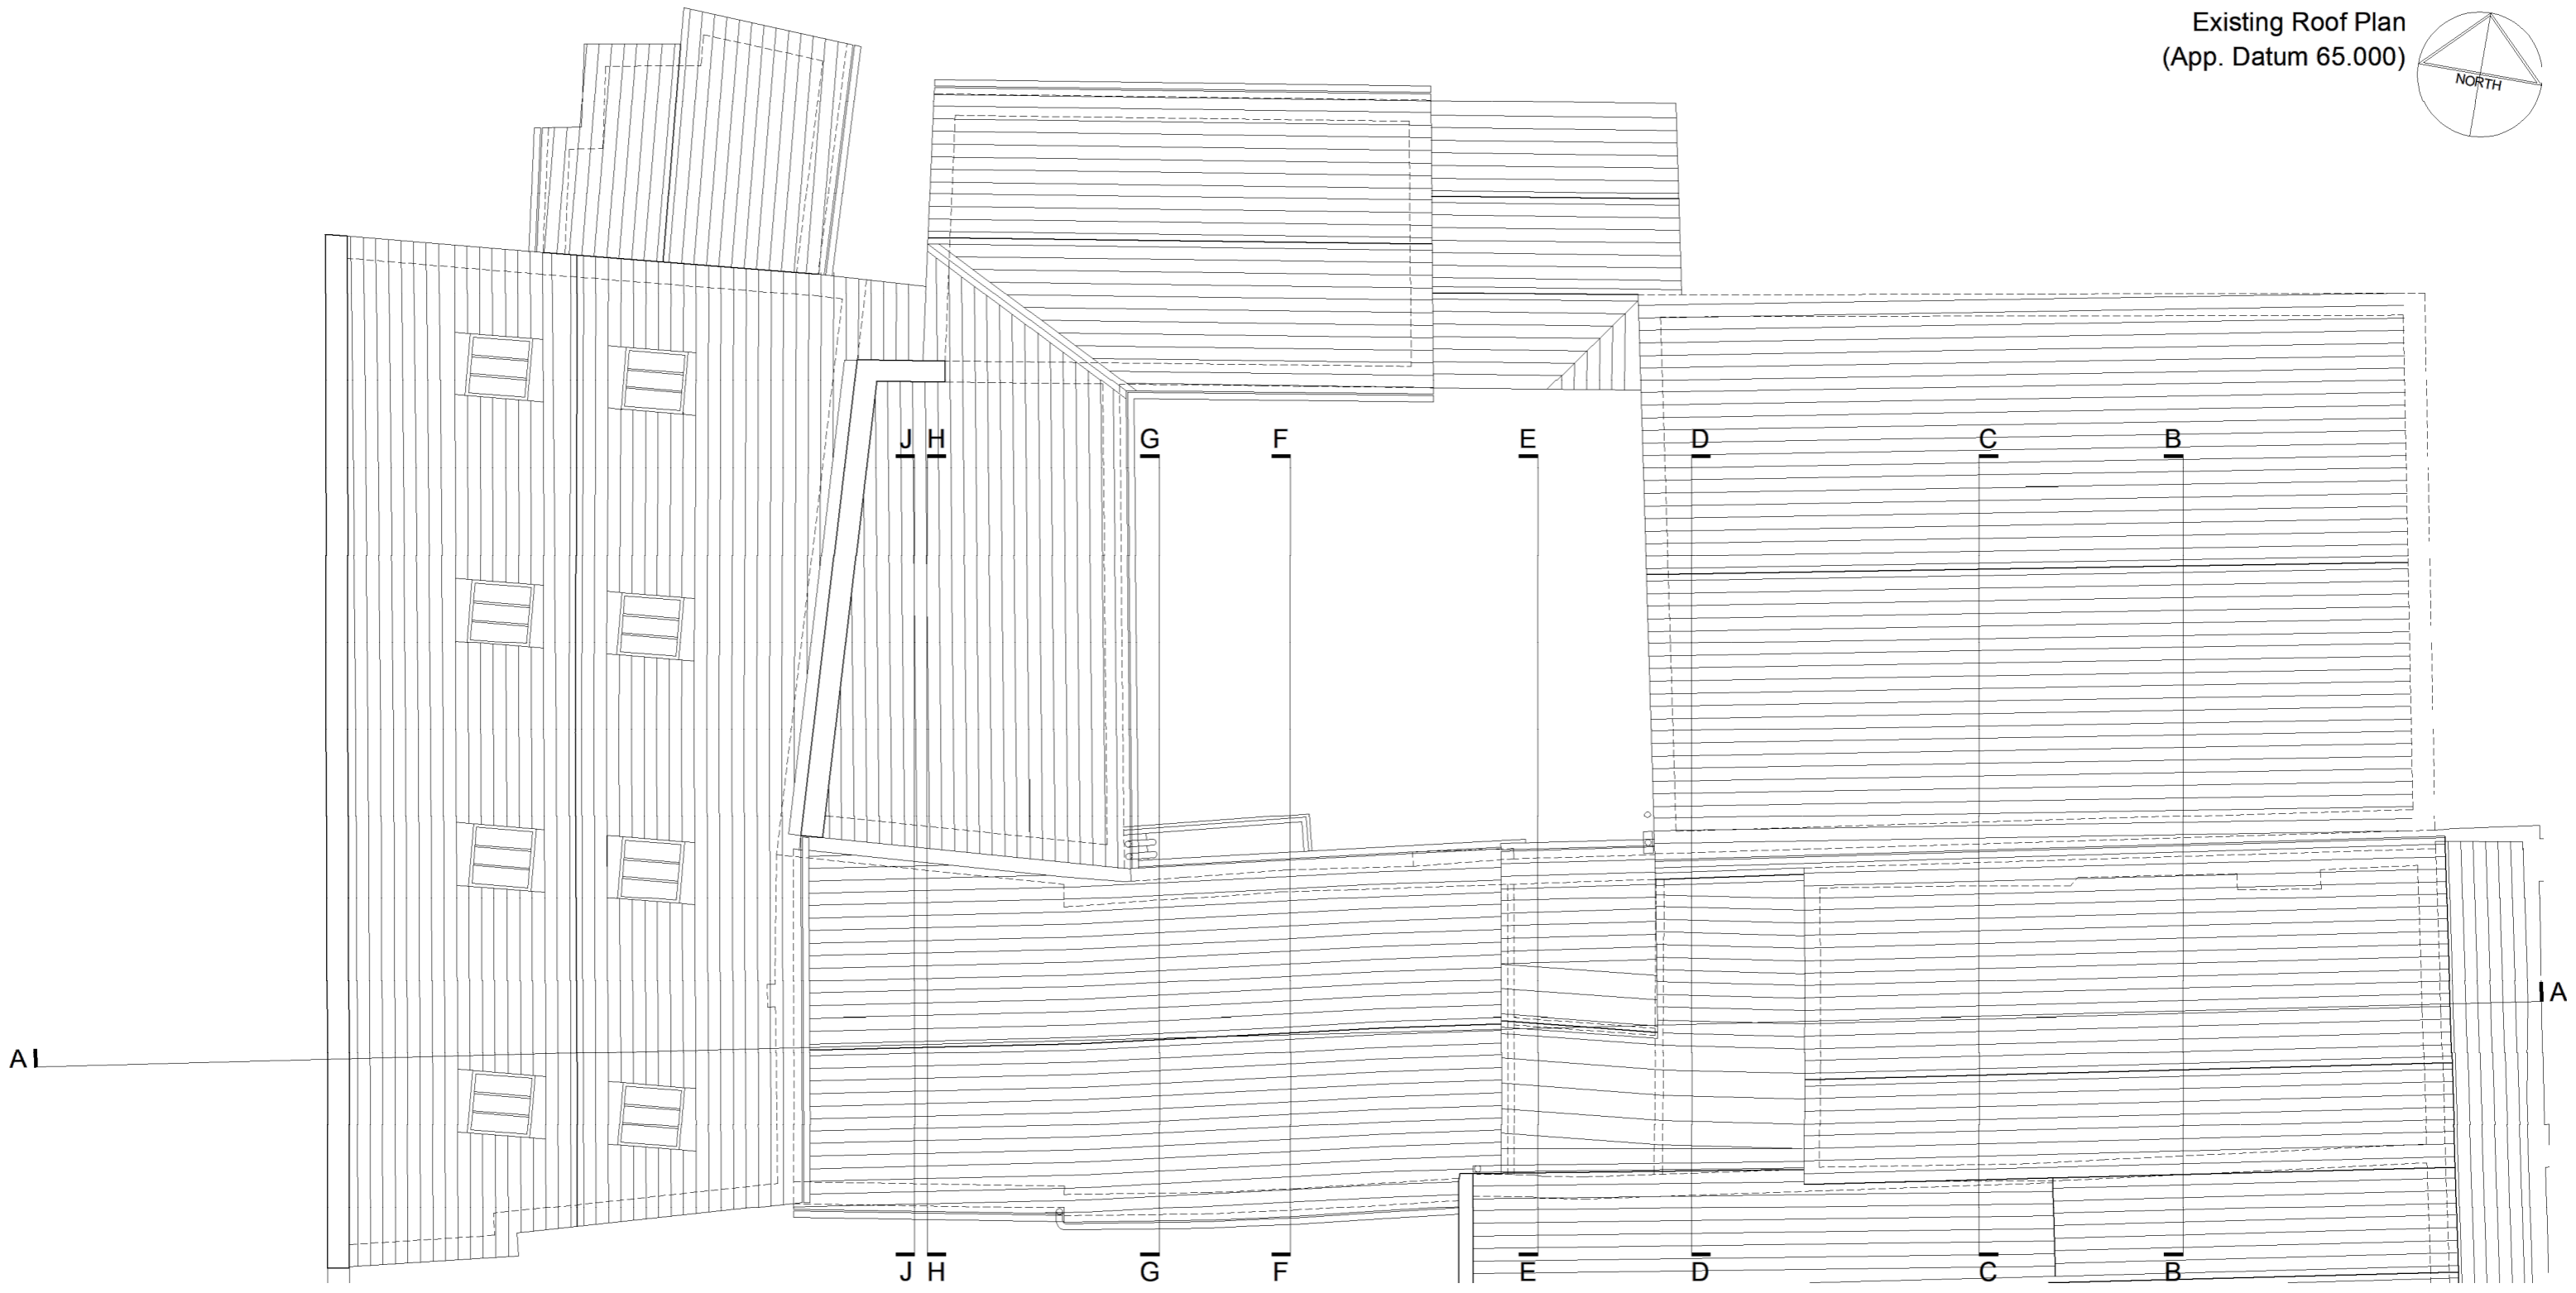 Existing Roof Plan
(App. Datum 65.000)
NORTH
J H G F E D C B
A
A
J H G F E D C B